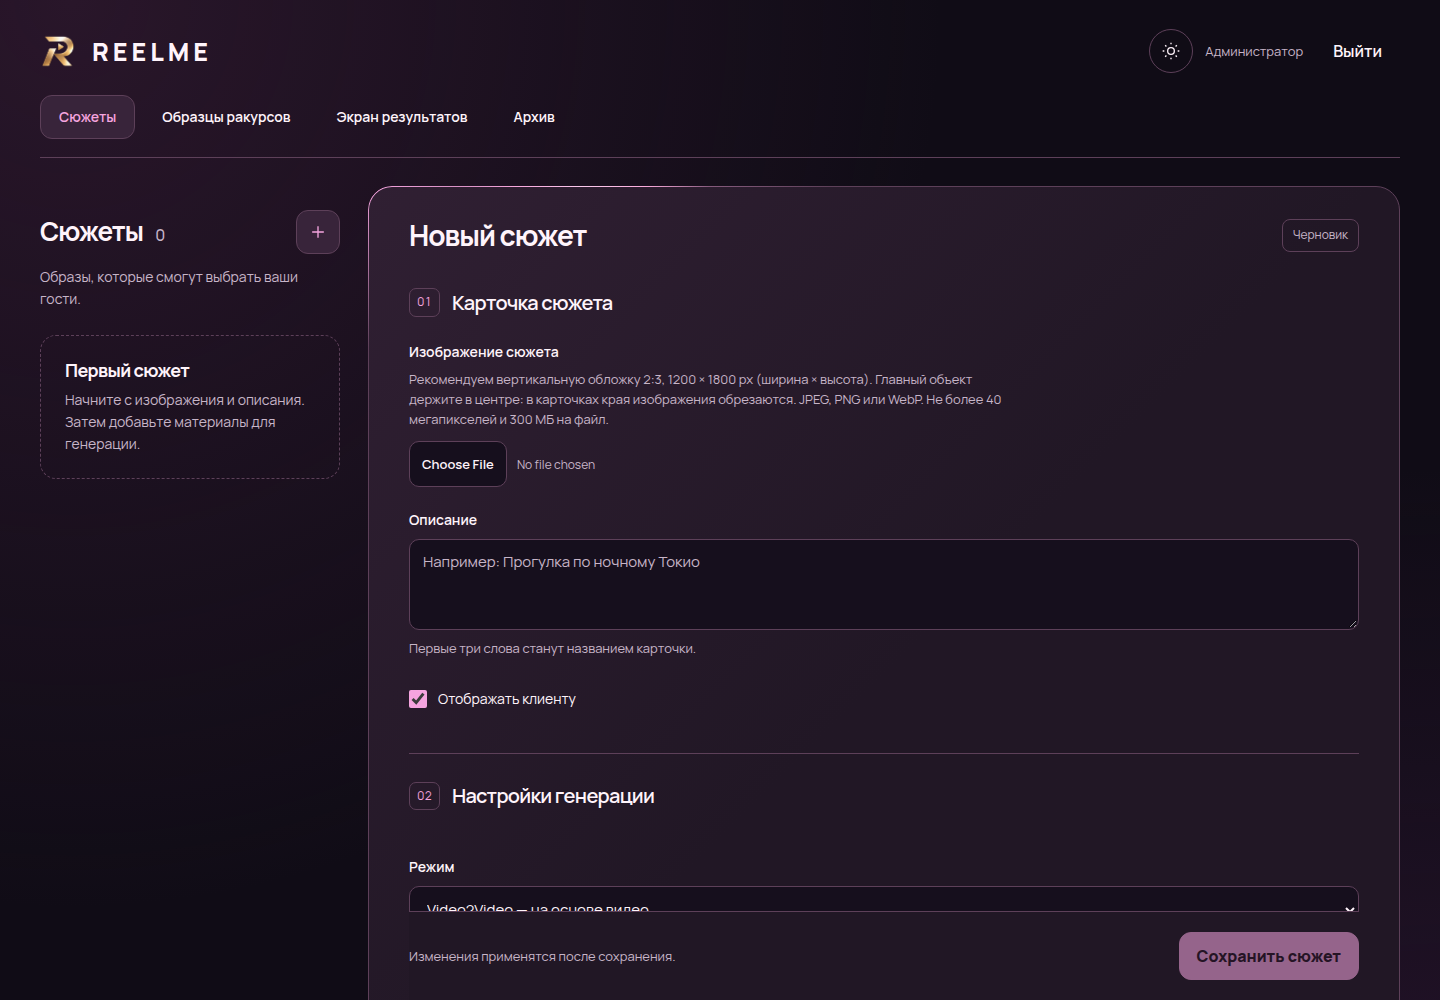 REELME
Администратор
Выйти
Сюжеты
Образцы ракурсов
Экран результатов
Архив
Сюжеты 0
+
Образы, которые смогут выбрать ваши
гости.
Первый сюжет
Начните с изображения и описания.
Затем добавьте материалы для
генерации.
Новый сюжет
Черновик
01 Карточка сюжета
Изображение сюжета
Рекомендуем вертикальную обложку 2:3, 1200 × 1800 px (ширина × высота). Главный объект
держите в центре: в карточках края изображения обрезаются. JPEG, PNG или WebP. Не более 40
мегапикселей и 300 МБ на файл.
Choose File No file chosen
Описание
Например: Прогулка по ночному Токио
Первые три слова станут названием карточки.
Отображать клиенту
02 Настройки генерации
Режим
Video2Video — на основе видео
Изменения применятся после сохранения.
Сохранить сюжет